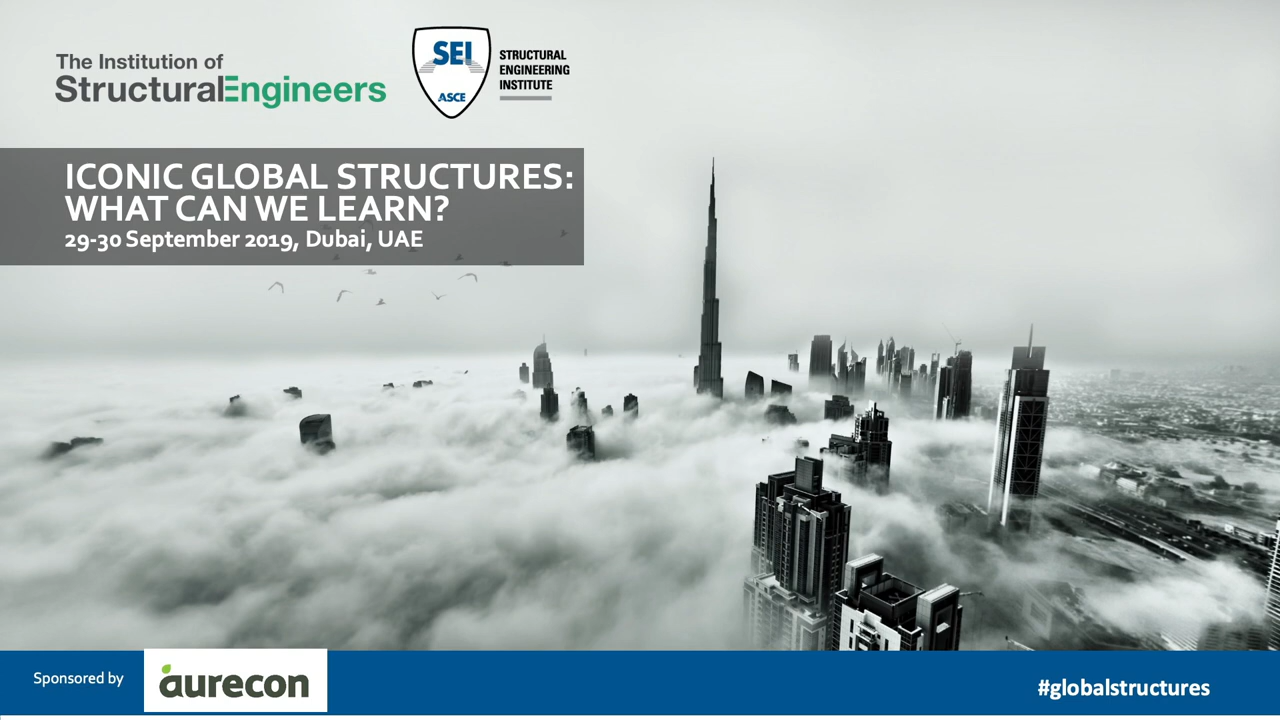 The Institution of
StructuralEngineers
SEI
ASCE
STRUCTURAL
ENGINEERING
INSTITUTE
ICONIC GLOBAL STRUCTURES:
WHAT CAN WE LEARN?
29-30 September 2019, Dubai, UAE
Sponsored by
aurecon
#globalstructures